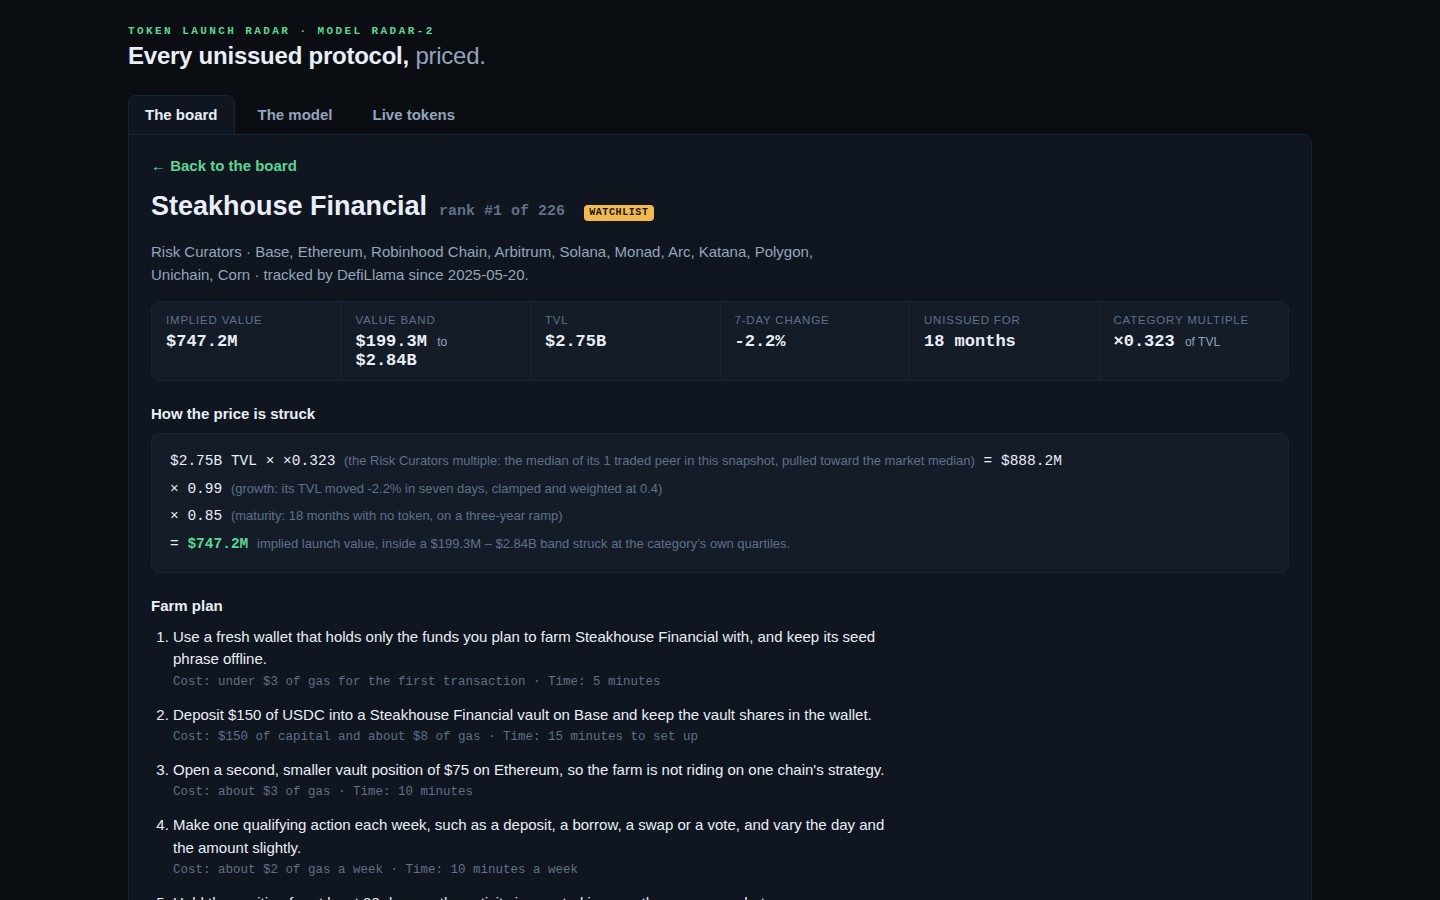 TOKEN LAUNCH RADAR · MODEL RADAR-2
Every unissued protocol, priced.
The board
The model
Live tokens
← Back to the board
Steakhouse Financial rank #1 of 226 WATCHLIST
Risk Curators · Base, Ethereum, Robinhood Chain, Arbitrum, Solana, Monad, Arc, Katana, Polygon,
Unichain, Corn · tracked by DefiLlama since 2025-05-20.
IMPLIED VALUE
$747.2M
VALUE BAND
$199.3M to
$2.84B
TVL
$2.75B
7-DAY CHANGE
-2.2%
UNISSUED FOR
18 months
CATEGORY MULTIPLE
×0.323 of TVL
How the price is struck
$2.75B TVL × ×0.323 (the Risk Curators multiple: the median of its 1 traded peer in this snapshot, pulled toward the market median) = $888.2M
× 0.99 (growth: its TVL moved -2.2% in seven days, clamped and weighted at 0.4)
× 0.85 (maturity: 18 months with no token, on a three-year ramp)
= $747.2M implied launch value, inside a $199.3M – $2.84B band struck at the category's own quartiles.
Farm plan
1. Use a fresh wallet that holds only the funds you plan to farm Steakhouse Financial with, and keep its seed
phrase offline.
Cost: under $3 of gas for the first transaction · Time: 5 minutes
2. Deposit $150 of USDC into a Steakhouse Financial vault on Base and keep the vault shares in the wallet.
Cost: $150 of capital and about $8 of gas · Time: 15 minutes to set up
3. Open a second, smaller vault position of $75 on Ethereum, so the farm is not riding on one chain's strategy.
Cost: about $3 of gas · Time: 10 minutes
4. Make one qualifying action each week, such as a deposit, a borrow, a swap or a vote, and vary the day and
the amount slightly.
Cost: about $2 of gas a week · Time: 10 minutes a week